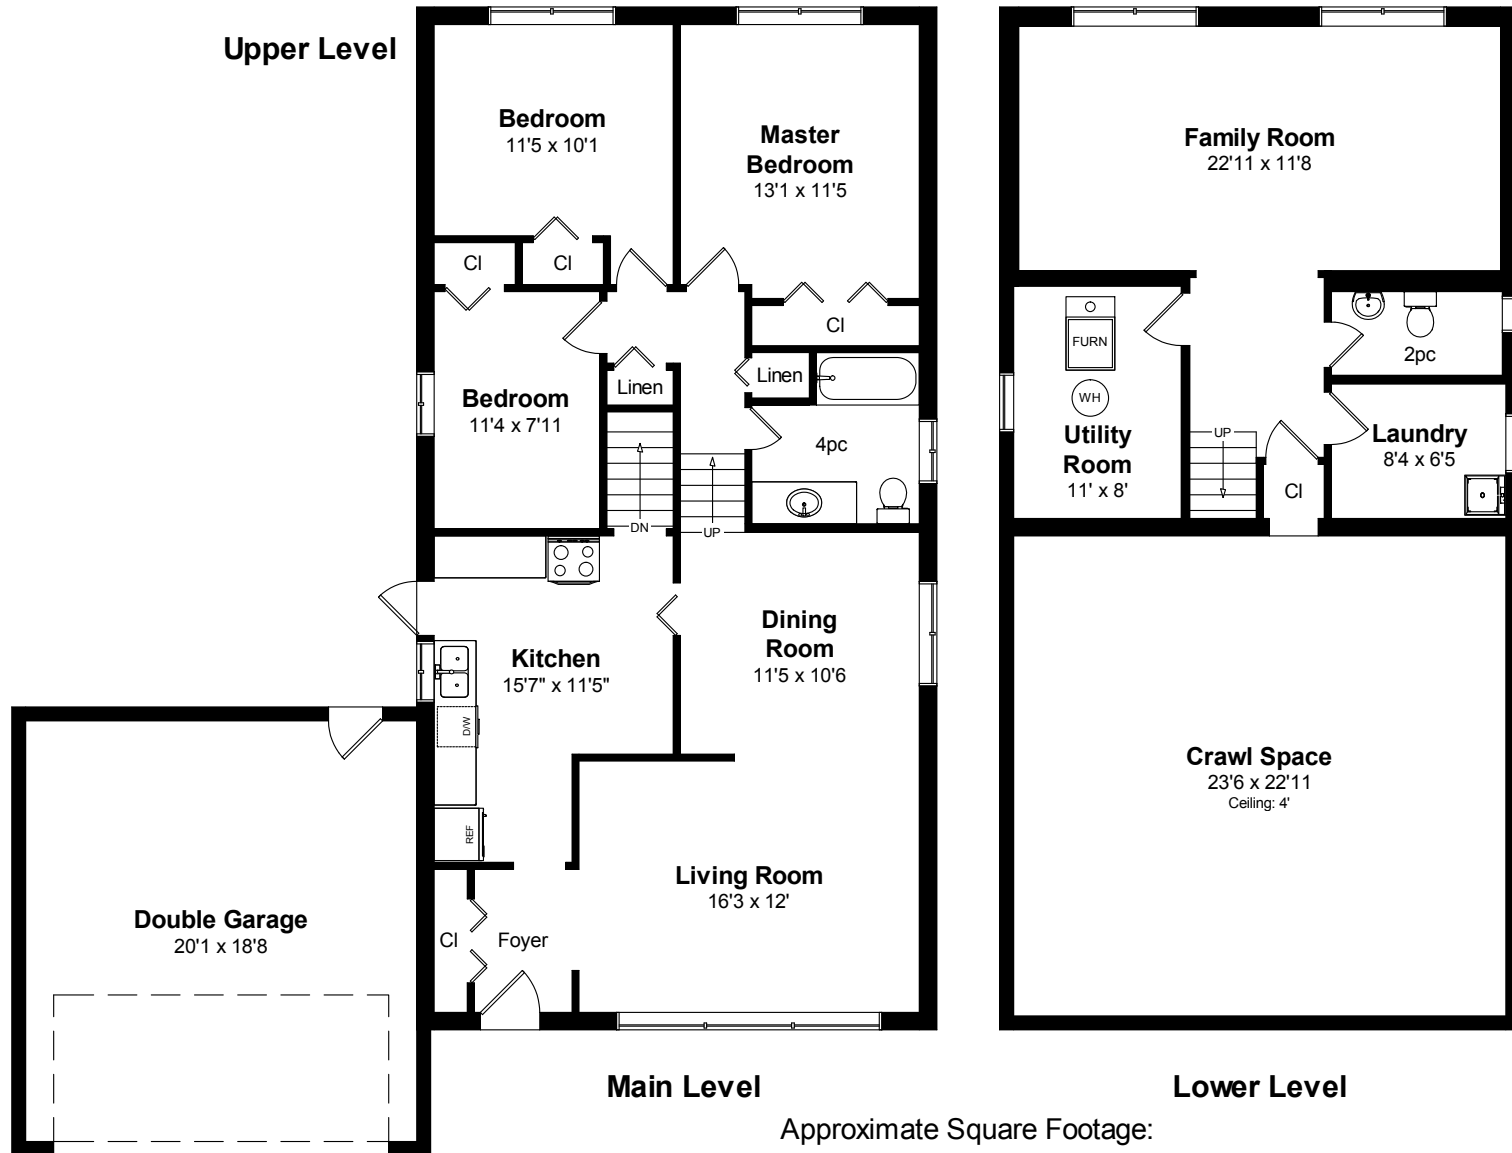 Upper Level
Bedroom
11'5 x 10'1
Master
Bedroom
13'1 x 11'5
Cl
Cl
Cl
Linen
Linen
Bedroom
11'4 x 7'11
4pc
DN
UP
Kitchen
15'7" x 11'5"
D/W
REF
Dining
Room
11'5 x 10'6
Living Room
16'3 x 12'
Cl
Foyer
Double Garage
20'1 x 18'8
Main Level
Family Room
22'11 x 11'8
FURN
WH
Utility
Room
11' x 8'
UP
2pc
Laundry
8'4 x 6'5
Cl
Crawl Space
23'6 x 22'11
Ceiling: 4'
Lower Level
Approximate Square Footage: